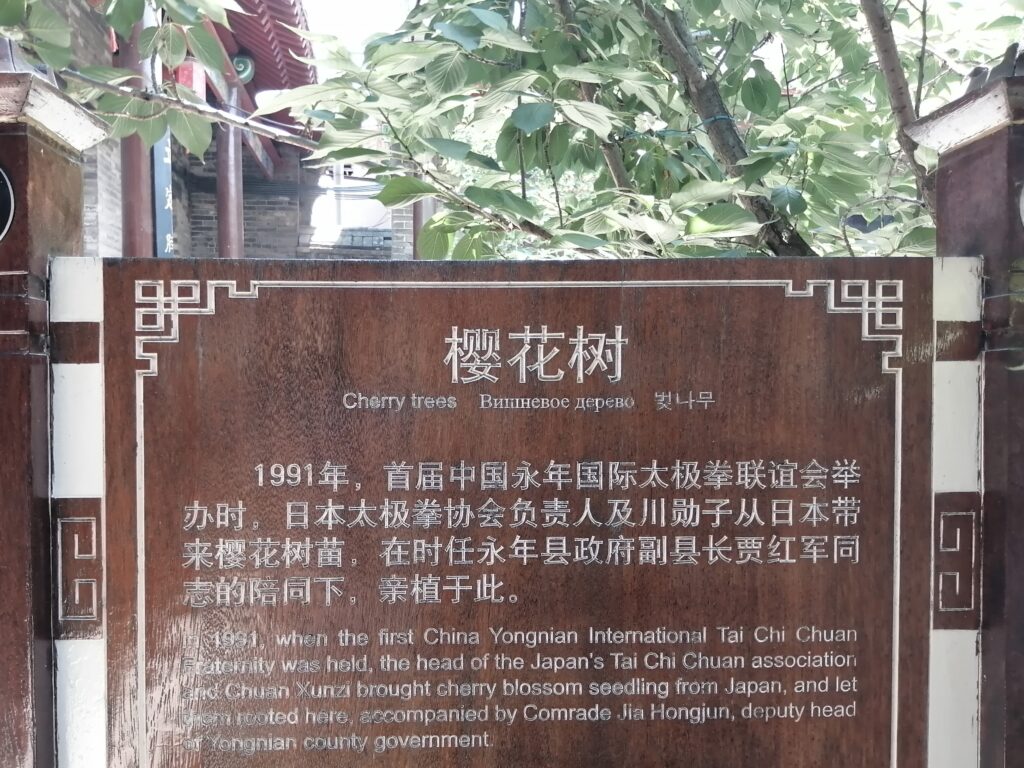 樱花树
Cherry trees Вишневое дерево 벚나무
1991年，首届中国永年国际太极拳联谊会举
办时，日本太极拳协会负责人及川勋子从日本带
来樱花树苗，在时任永年县政府副县长贾红军同
志的陪同下，亲植于此。
In 1991, when the first China Yongnian International Tai Chi Chuan
Fraternity was held, the head of the Japan's Tai Chi Chuan association
and Chuan Xunzi brought cherry blossom seedling from Japan, and let
them rooted here, accompanied by Comrade Jia Hongjun, deputy head
of Yongnian county government.